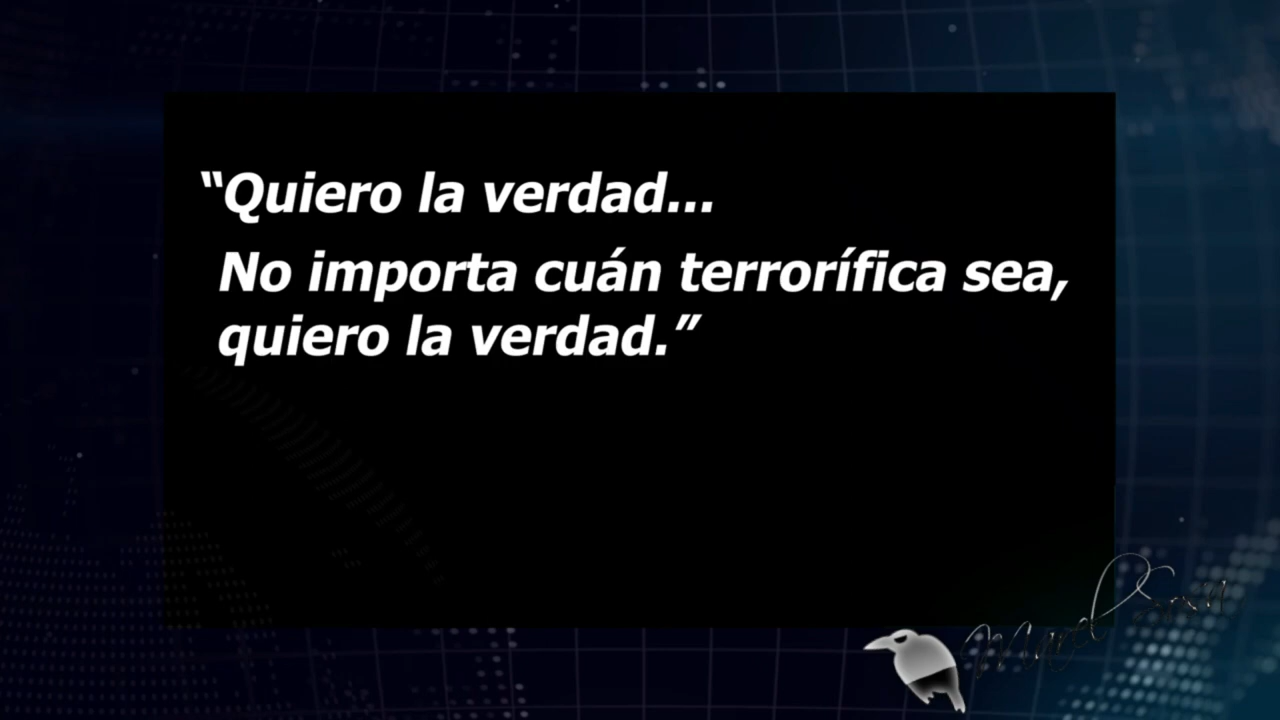 “Quiero la verdad...
No importa cuán terrorífica sea,
quiero la verdad.”